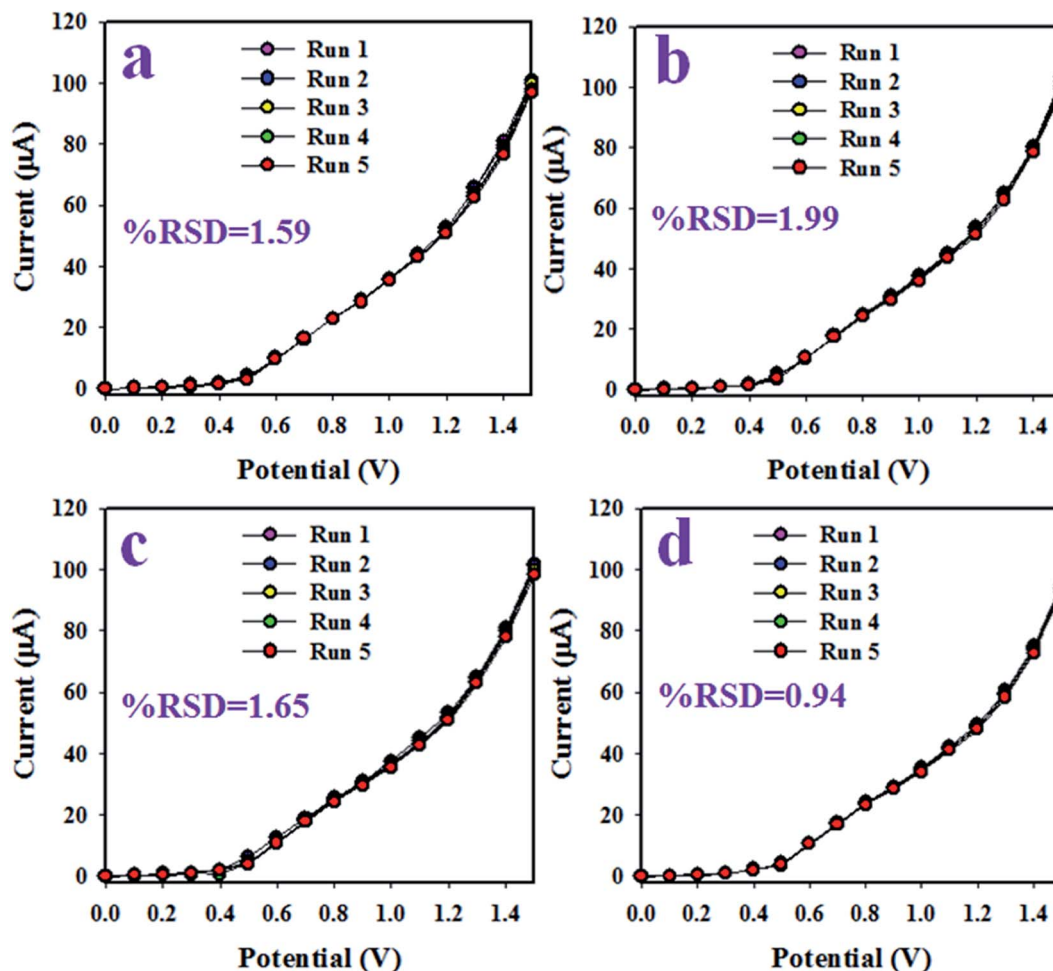 a
120
100
80
60
40
20
0
Current (µA)
Run 1
Run 2
Run 3
Run 4
Run 5
%RSD=1.59
0.0 0.2 0.4 0.6 0.8 1.0 1.2 1.4
Potential (V)
b
120
100
80
60
40
20
0
Current (µA)
Run 1
Run 2
Run 3
Run 4
Run 5
%RSD=1.99
0.0 0.2 0.4 0.6 0.8 1.0 1.2 1.4
Potential (V)
c
120
100
80
60
40
20
0
Current (µA)
Run 1
Run 2
Run 3
Run 4
Run 5
%RSD=1.65
0.0 0.2 0.4 0.6 0.8 1.0 1.2 1.4
Potential (V)
d
120
100
80
60
40
20
0
Current (µA)
Run 1
Run 2
Run 3
Run 4
Run 5
%RSD=0.94
0.0 0.2 0.4 0.6 0.8 1.0 1.2 1.4
Potential (V)